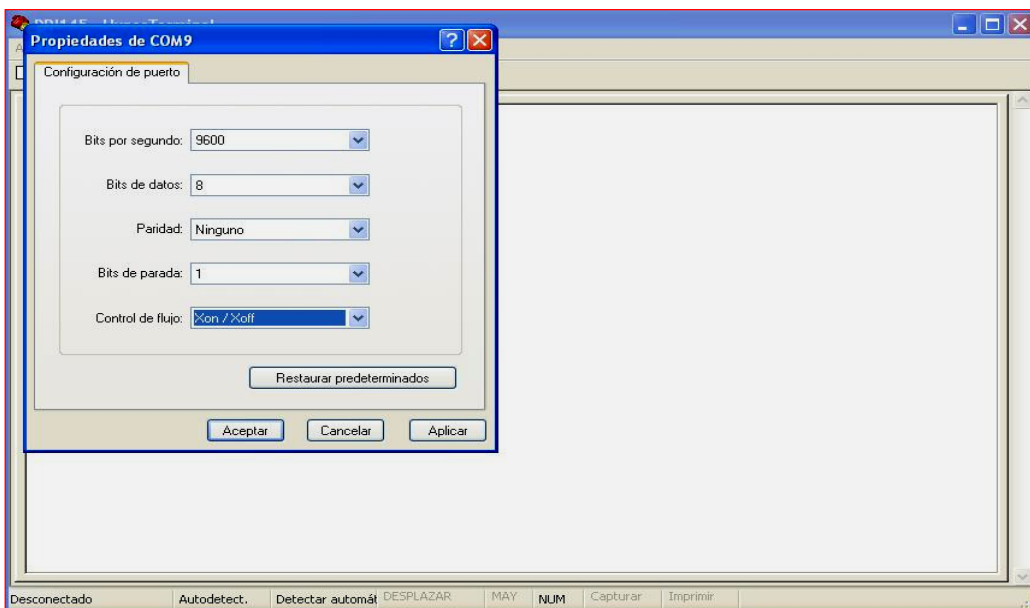 HyperTerminal
Propiedades de COM9
Configuración de puerto
Bits por segundo: 9600
Bits de datos: 8
Paridad: Ninguno
Bits de parada: 1
Control de flujo: Xon / Xoff
Restaurar predeterminados
Aceptar Cancelar Aplicar
Desconectado Autodetect. Detectar automát DESPLAZAR MAY NUM Capturar Imprimir